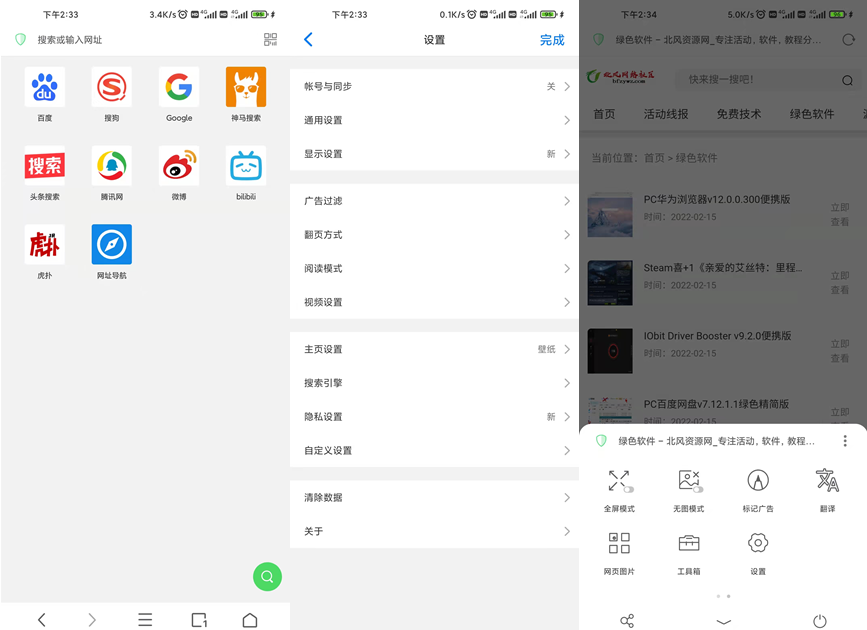 下午2:33
3.4K/s
搜索或输入网址
百度
搜狗
Google
神马搜索
搜索
头条搜索
腾讯网
微博
bilibili
虎扑
网址导航
1
下午2:33
0.1K/s
设置
完成
帐号与同步
关
通用设置
显示设置
新
广告过滤
翻页方式
阅读模式
视频设置
主页设置
壁纸
搜索引擎
隐私设置
新
自定义设置
清除数据
关于
下午2:34
5.0K/s
绿色软件 – 北风资源网_专注活动，软件，教程分...
北风网络社区
快来搜一搜吧!
首页
活动线报
免费技术
绿色软件
当前位置：首页 > 绿色软件
PC华为浏览器v12.0.0.300便携版
时间：2022-02-15
立即
查看
Steam喜+1《亲爱的艾丝特：里程...
时间：2022-02-15
立即
查看
IObit Driver Booster v9.2.0便携版
时间：2022-02-15
立即
查看
PC百度网盘v7.12.1.1绿色精简版
时间：2022-02-15
立即
绿色软件 – 北风资源网_专注活动，软件，教程...
全屏模式
无图模式
标记广告
翻译
网页图片
工具箱
设置